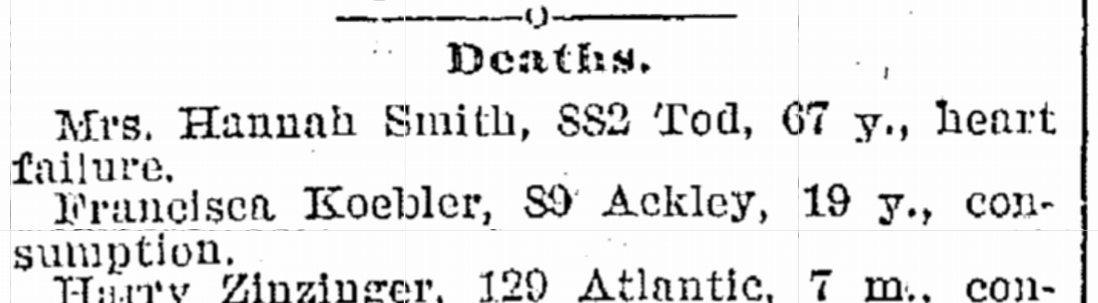 Deaths.
Mrs. Hannah Smith, 882 Tod, 67 y., heart
failure.
Francisca Koebler, 89 Ackley, 19 y., con-
sumption.
Harry Zinzinger, 129 Atlantic, 7 m., con-